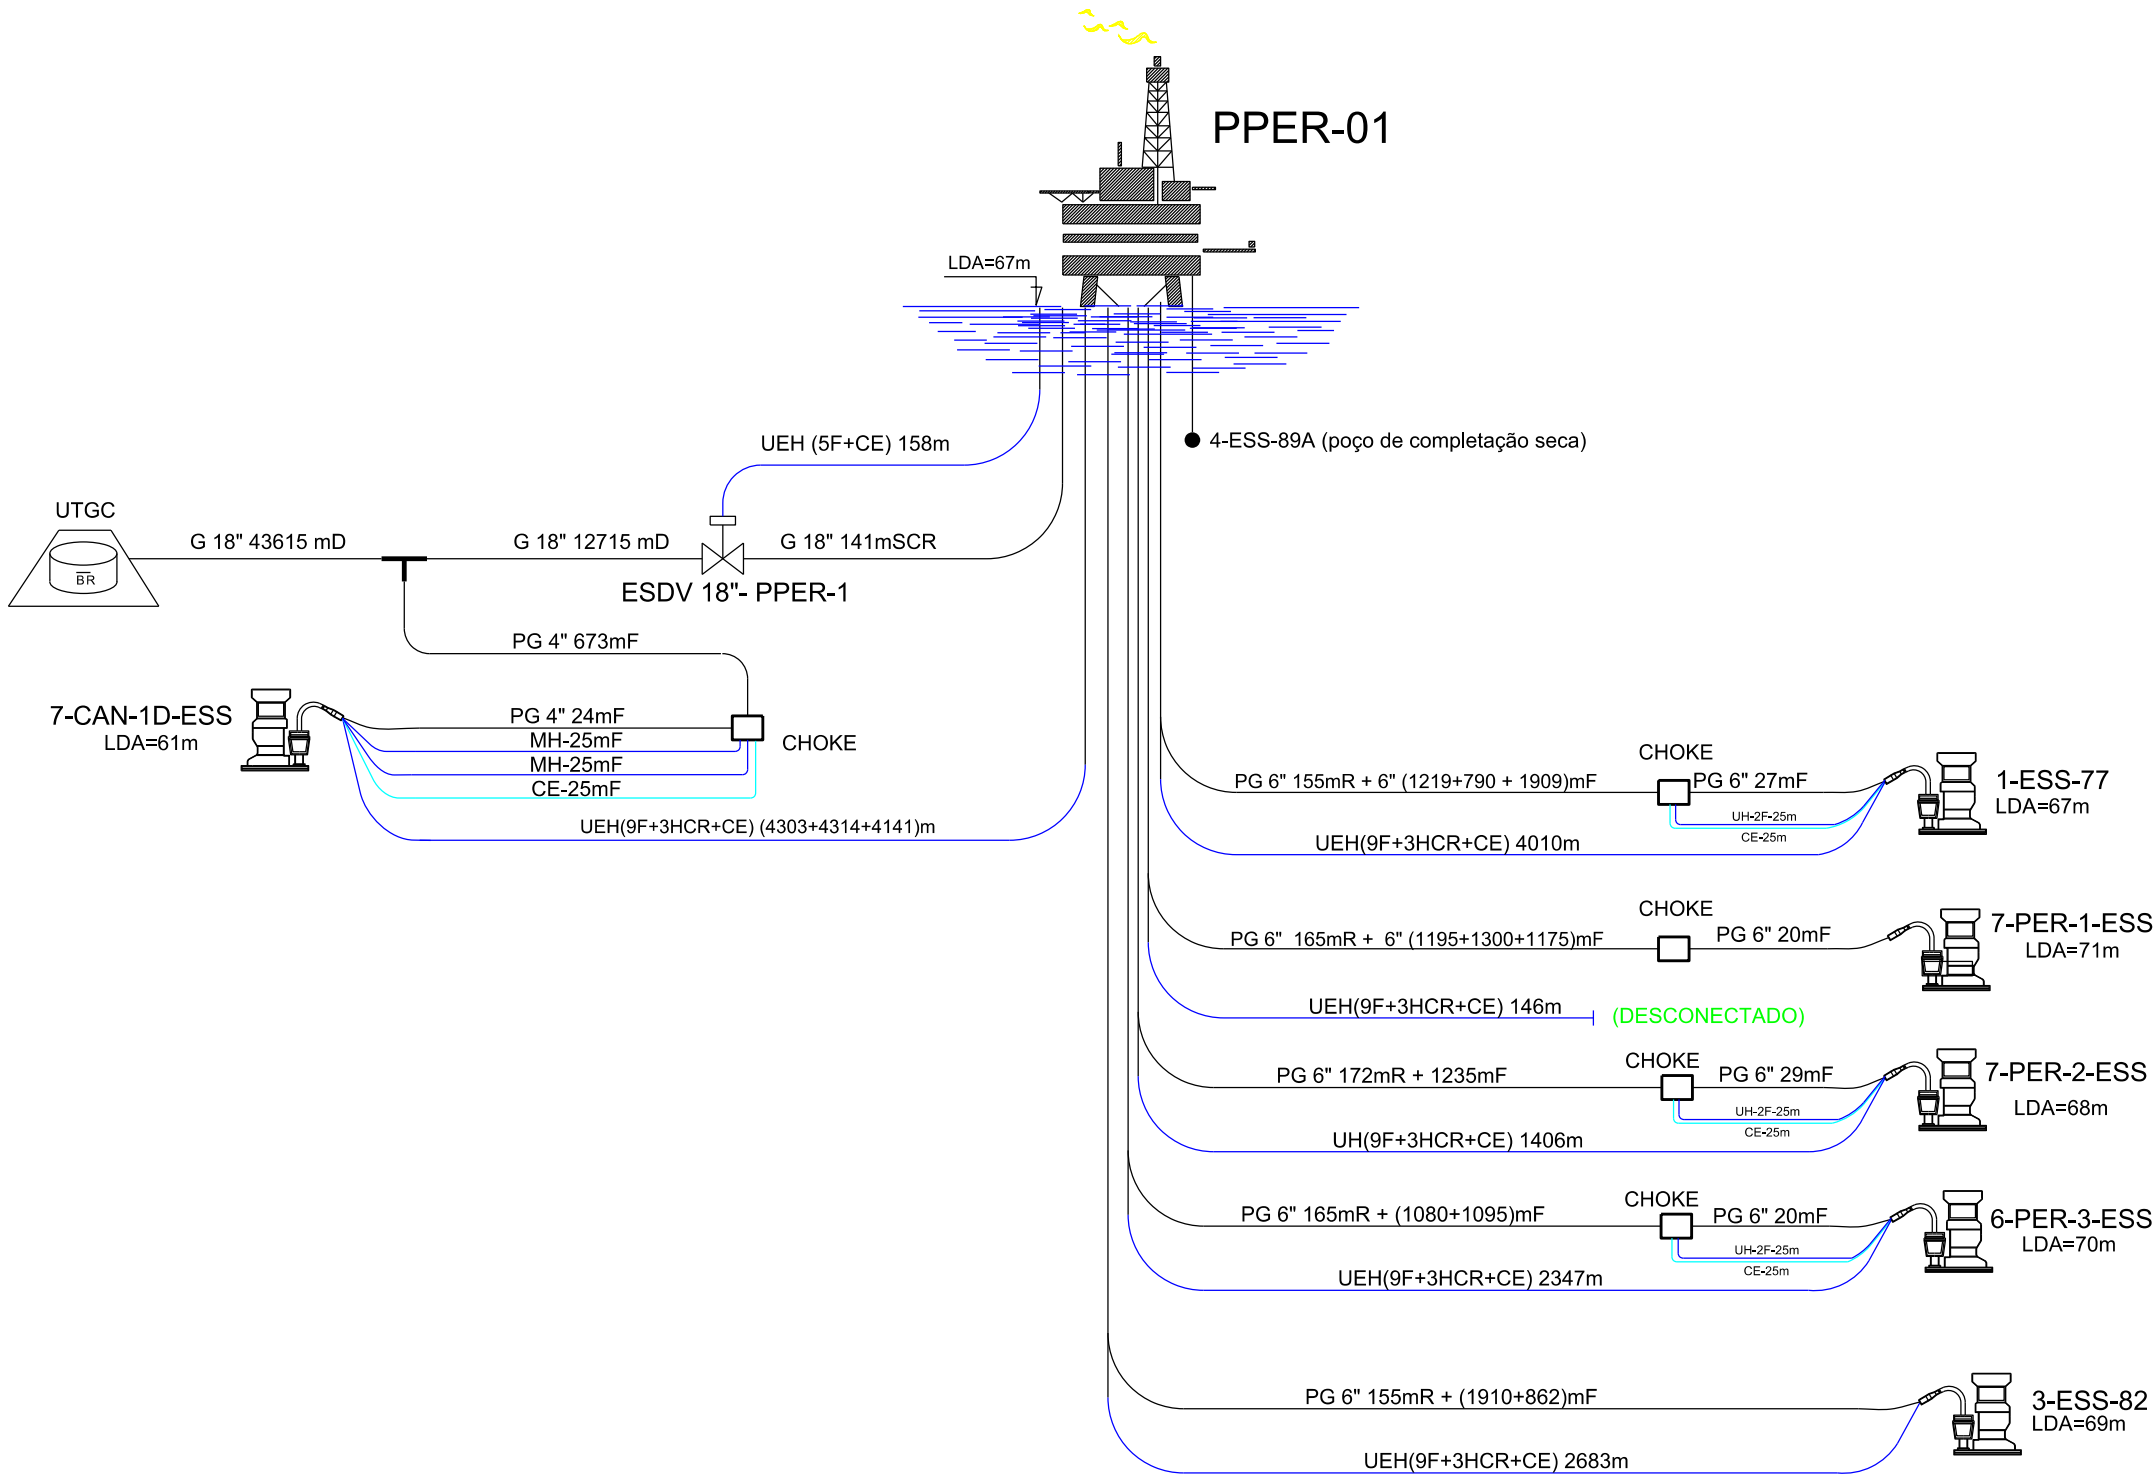 PPER-01
LDA=67m
UEH (5F+CE) 158m
4-ESS-89A (poço de completação seca)
UTGC
BR
G 18" 43615 mD
G 18" 12715 mD
G 18" 141mSCR
ESDV 18"- PPER-1
PG 4" 673mF
7-CAN-1D-ESS
LDA=61m
PG 4" 24mF
MH-25mF
MH-25mF
CE-25mF
CHOKE
UEH(9F+3HCR+CE) (4303+4314+4141)m
CHOKE
PG 6" 155mR + 6" (1219+790 + 1909)mF
PG 6" 27mF
1-ESS-77
LDA=67m
UH-2F-25m
CE-25m
UEH(9F+3HCR+CE) 4010m
CHOKE
PG 6"  165mR +  6" (1195+1300+1175)mF
PG 6" 20mF
7-PER-1-ESS
LDA=71m
UEH(9F+3HCR+CE) 146m
(DESCONECTADO)
CHOKE
PG 6" 172mR + 1235mF
PG 6" 29mF
7-PER-2-ESS
LDA=68m
UH-2F-25m
CE-25m
UH(9F+3HCR+CE) 1406m
CHOKE
PG 6" 165mR + (1080+1095)mF
PG 6" 20mF
6-PER-3-ESS
LDA=70m
UH-2F-25m
CE-25m
UEH(9F+3HCR+CE) 2347m
PG 6" 155mR + (1910+862)mF
3-ESS-82
LDA=69m
UEH(9F+3HCR+CE) 2683m